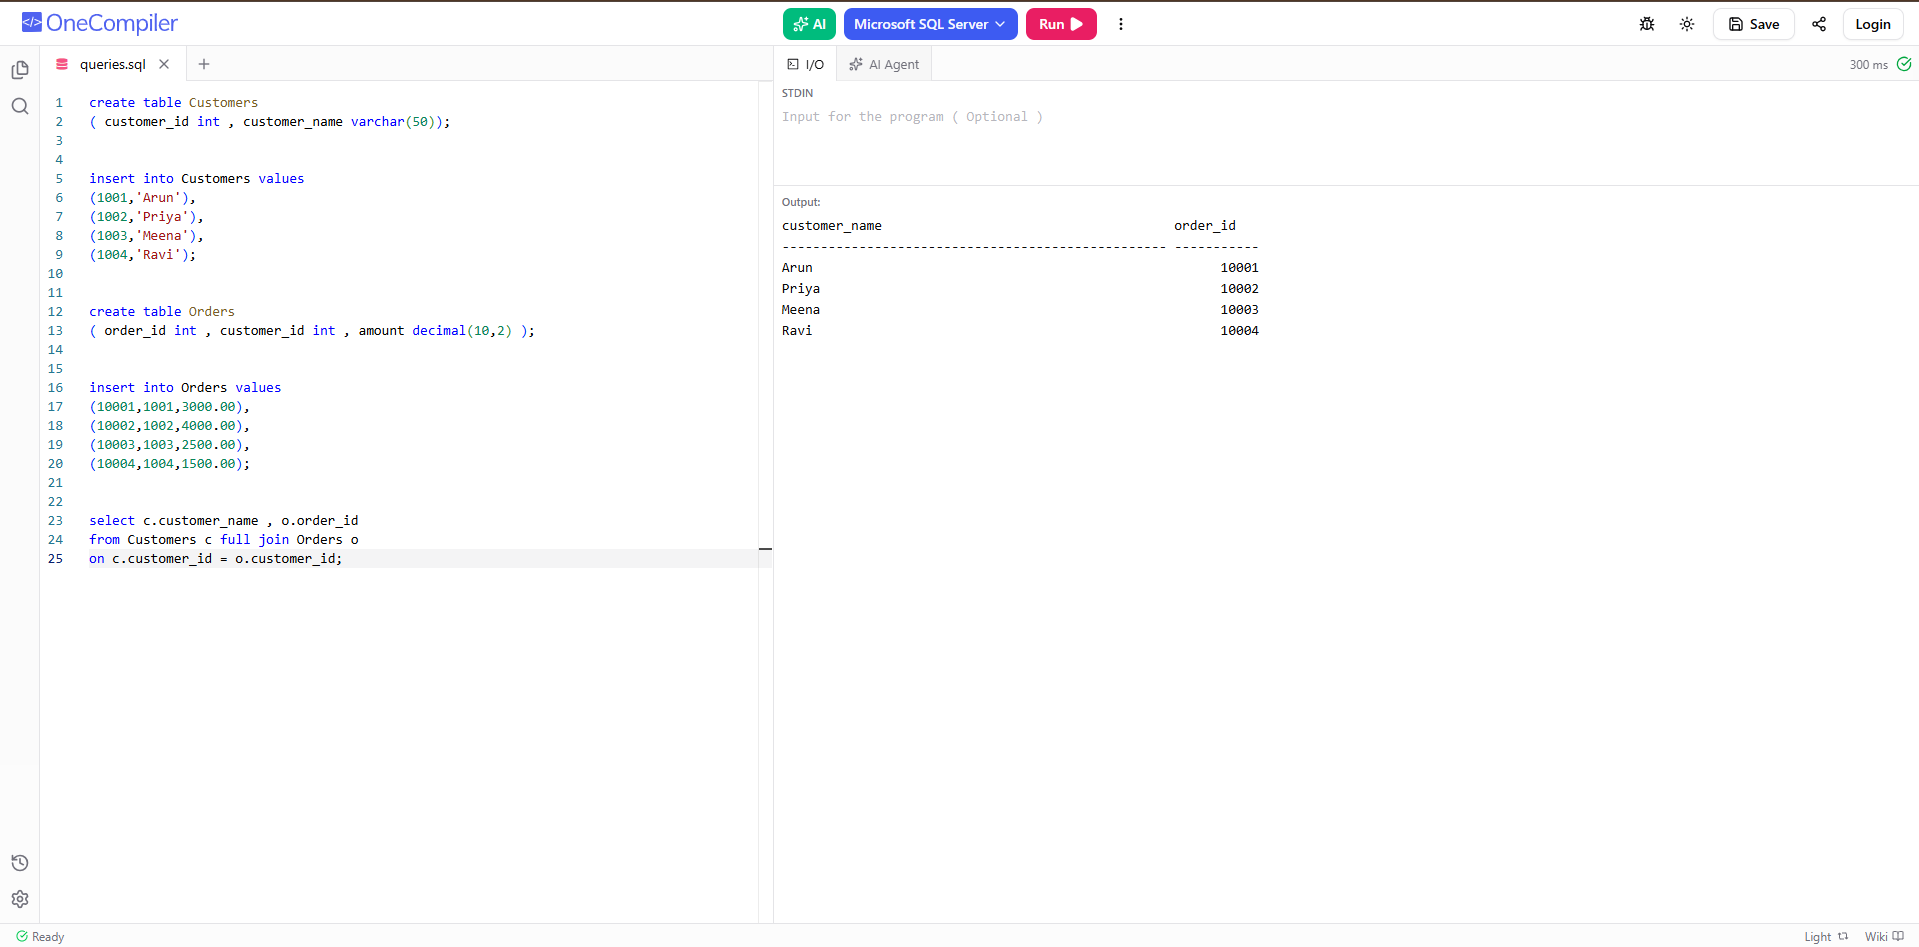 </> OneCompiler
AI
Microsoft SQL Server
Run
Save
Login
queries.sql
I/O
AI Agent
300 ms
1 create table Customers
2 ( customer_id int , customer_name varchar(50));
3
4
5 insert into Customers values
6 (1001,'Arun'),
7 (1002,'Priya'),
8 (1003,'Meena'),
9 (1004,'Ravi');
10
11
12 create table Orders
13 ( order_id int , customer_id int , amount decimal(10,2) );
14
15
16 insert into Orders values
17 (10001,1001,3000.00),
18 (10002,1002,4000.00),
19 (10003,1003,2500.00),
20 (10004,1004,1500.00);
21
22
23 select c.customer_name , o.order_id
24 from Customers c full join Orders o
25 on c.customer_id = o.customer_id;
STDIN
Input for the program ( Optional )
Output:
customer_name order_id
-------------------------------------------------- -----------
Arun 10001
Priya 10002
Meena 10003
Ravi 10004
Ready
Light
Wiki